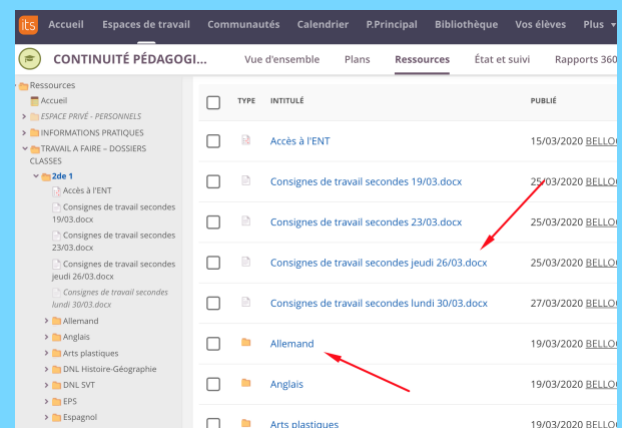 its Accueil Espaces de travail Communautés Calendrier P.Principal Bibliothèque Vos élèves Plus
CONTINUITÉ PÉDAGOGI... Vue d'ensemble Plans Ressources État et suivi Rapports 360
Ressources
Accueil
ESPACE PRIVÉ - PERSONNELS
INFORMATIONS PRATIQUES
TRAVAIL A FAIRE – DOSSIERS
CLASSES
2de 1
Accès à l'ENT
Consignes de travail secondes
19/03.docx
Consignes de travail secondes
23/03.docx
Consignes de travail secondes
jeudi 26/03.docx
Consignes de travail secondes
lundi 30/03.docx
Allemand
Anglais
Arts plastiques
DNL Histoire-Géographie
DNL SVT
EPS
Espagnol
TYPE INTITULÉ PUBLIÉ
Accès à l'ENT 15/03/2020 BELLO
Consignes de travail secondes 19/03.docx 25/03/2020 BELLO
Consignes de travail secondes 23/03.docx 25/03/2020 BELLO
Consignes de travail secondes jeudi 26/03.docx 25/03/2020 BELLO
Consignes de travail secondes lundi 30/03.docx 27/03/2020 BELLO
Allemand 19/03/2020 BELLO
Anglais 19/03/2020 BELLO
Arts plastiques 19/03/2020 BELLO